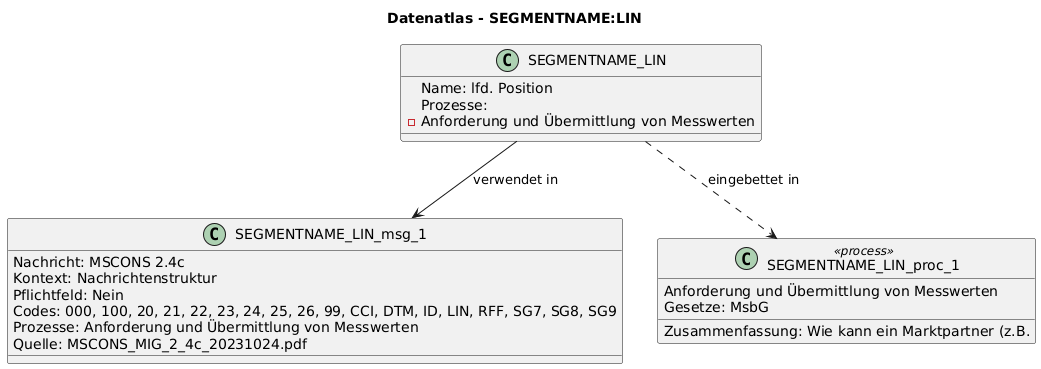 Datenatlas - SEGMENTNAME:LIN
C SEGMENTNAME_LIN
Name: lfd. Position
Prozesse:
Anforderung und Übermittlung von Messwerten
verwendet in
eingebettet in
C SEGMENTNAME_LIN_msg_1
Nachricht: MSCONS 2.4c
Kontext: Nachrichtenstruktur
Pflichtfeld: Nein
Codes: 000, 100, 20, 21, 22, 23, 24, 25, 26, 99, CCI, DTM, ID, LIN, RFF, SG7, SG8, SG9
Prozesse: Anforderung und Übermittlung von Messwerten
Quelle: MSCONS_MIG_2_4c_20231024.pdf
«process»
C SEGMENTNAME_LIN_proc_1
Anforderung und Übermittlung von Messwerten
Gesetze: MsbG
Zusammenfassung: Wie kann ein Marktpartner (z.B.